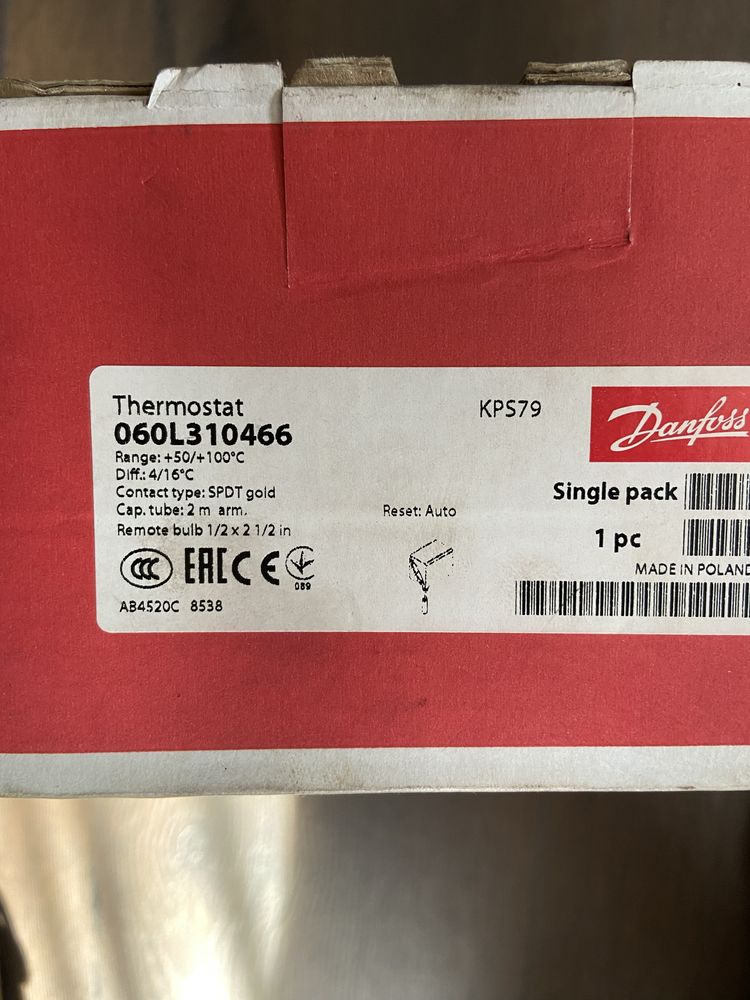 Thermostat
060L310466
Range: +50/+100°C
Diff.: 4/16°C
Contact type: SPDT gold
Cap. tube: 2 m arm.
Remote bulb 1/2 x 2 1/2 in
CCC EAC CE
089
AB4520C 8538
KPS79
Reset: Auto
Danfoss
Single pack
1 pc
MADE IN POLAND